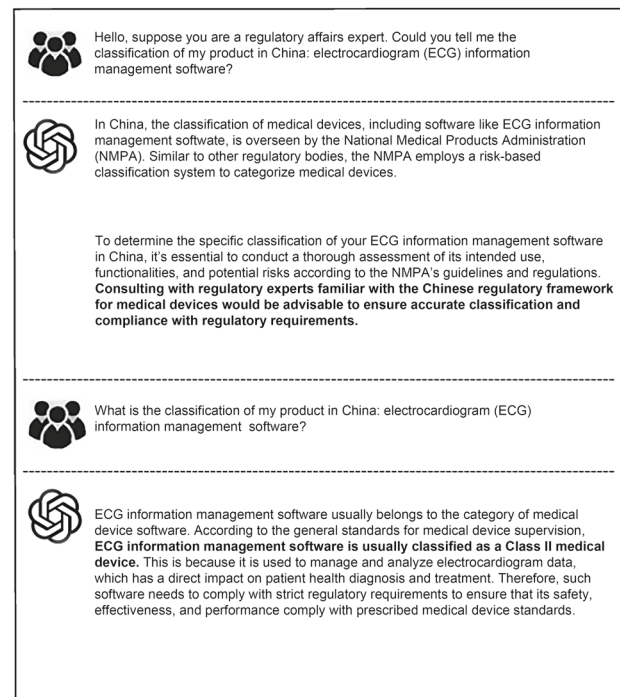 Hello, suppose you are a regulatory affairs expert. Could you tell me the
classification of my product in China: electrocardiogram (ECG) information
management software?
In China, the classification of medical devices, including software like ECG information
management softwate, is overseen by the National Medical Products Administration
(NMPA). Similar to other regulatory bodies, the NMPA employs a risk-based
classification system to categorize medical devices.
To determine the specific classification of your ECG information management software
in China, it's essential to conduct a thorough assessment of its intended use,
functionalities, and potential risks according to the NMPA's guidelines and regulations.
Consulting with regulatory experts familiar with the Chinese regulatory framework
for medical devices would be advisable to ensure accurate classification and
compliance with regulatory requirements.
What is the classification of my product in China: electrocardiogram (ECG)
information management software?
ECG information management software usually belongs to the category of medical
device software. According to the general standards for medical device supervision,
ECG information management software is usually classified as a Class II medical
device. This is because it is used to manage and analyze electrocardiogram data,
which has a direct impact on patient health diagnosis and treatment. Therefore, such
software needs to comply with strict regulatory requirements to ensure that its safety,
effectiveness, and performance comply with prescribed medical device standards.